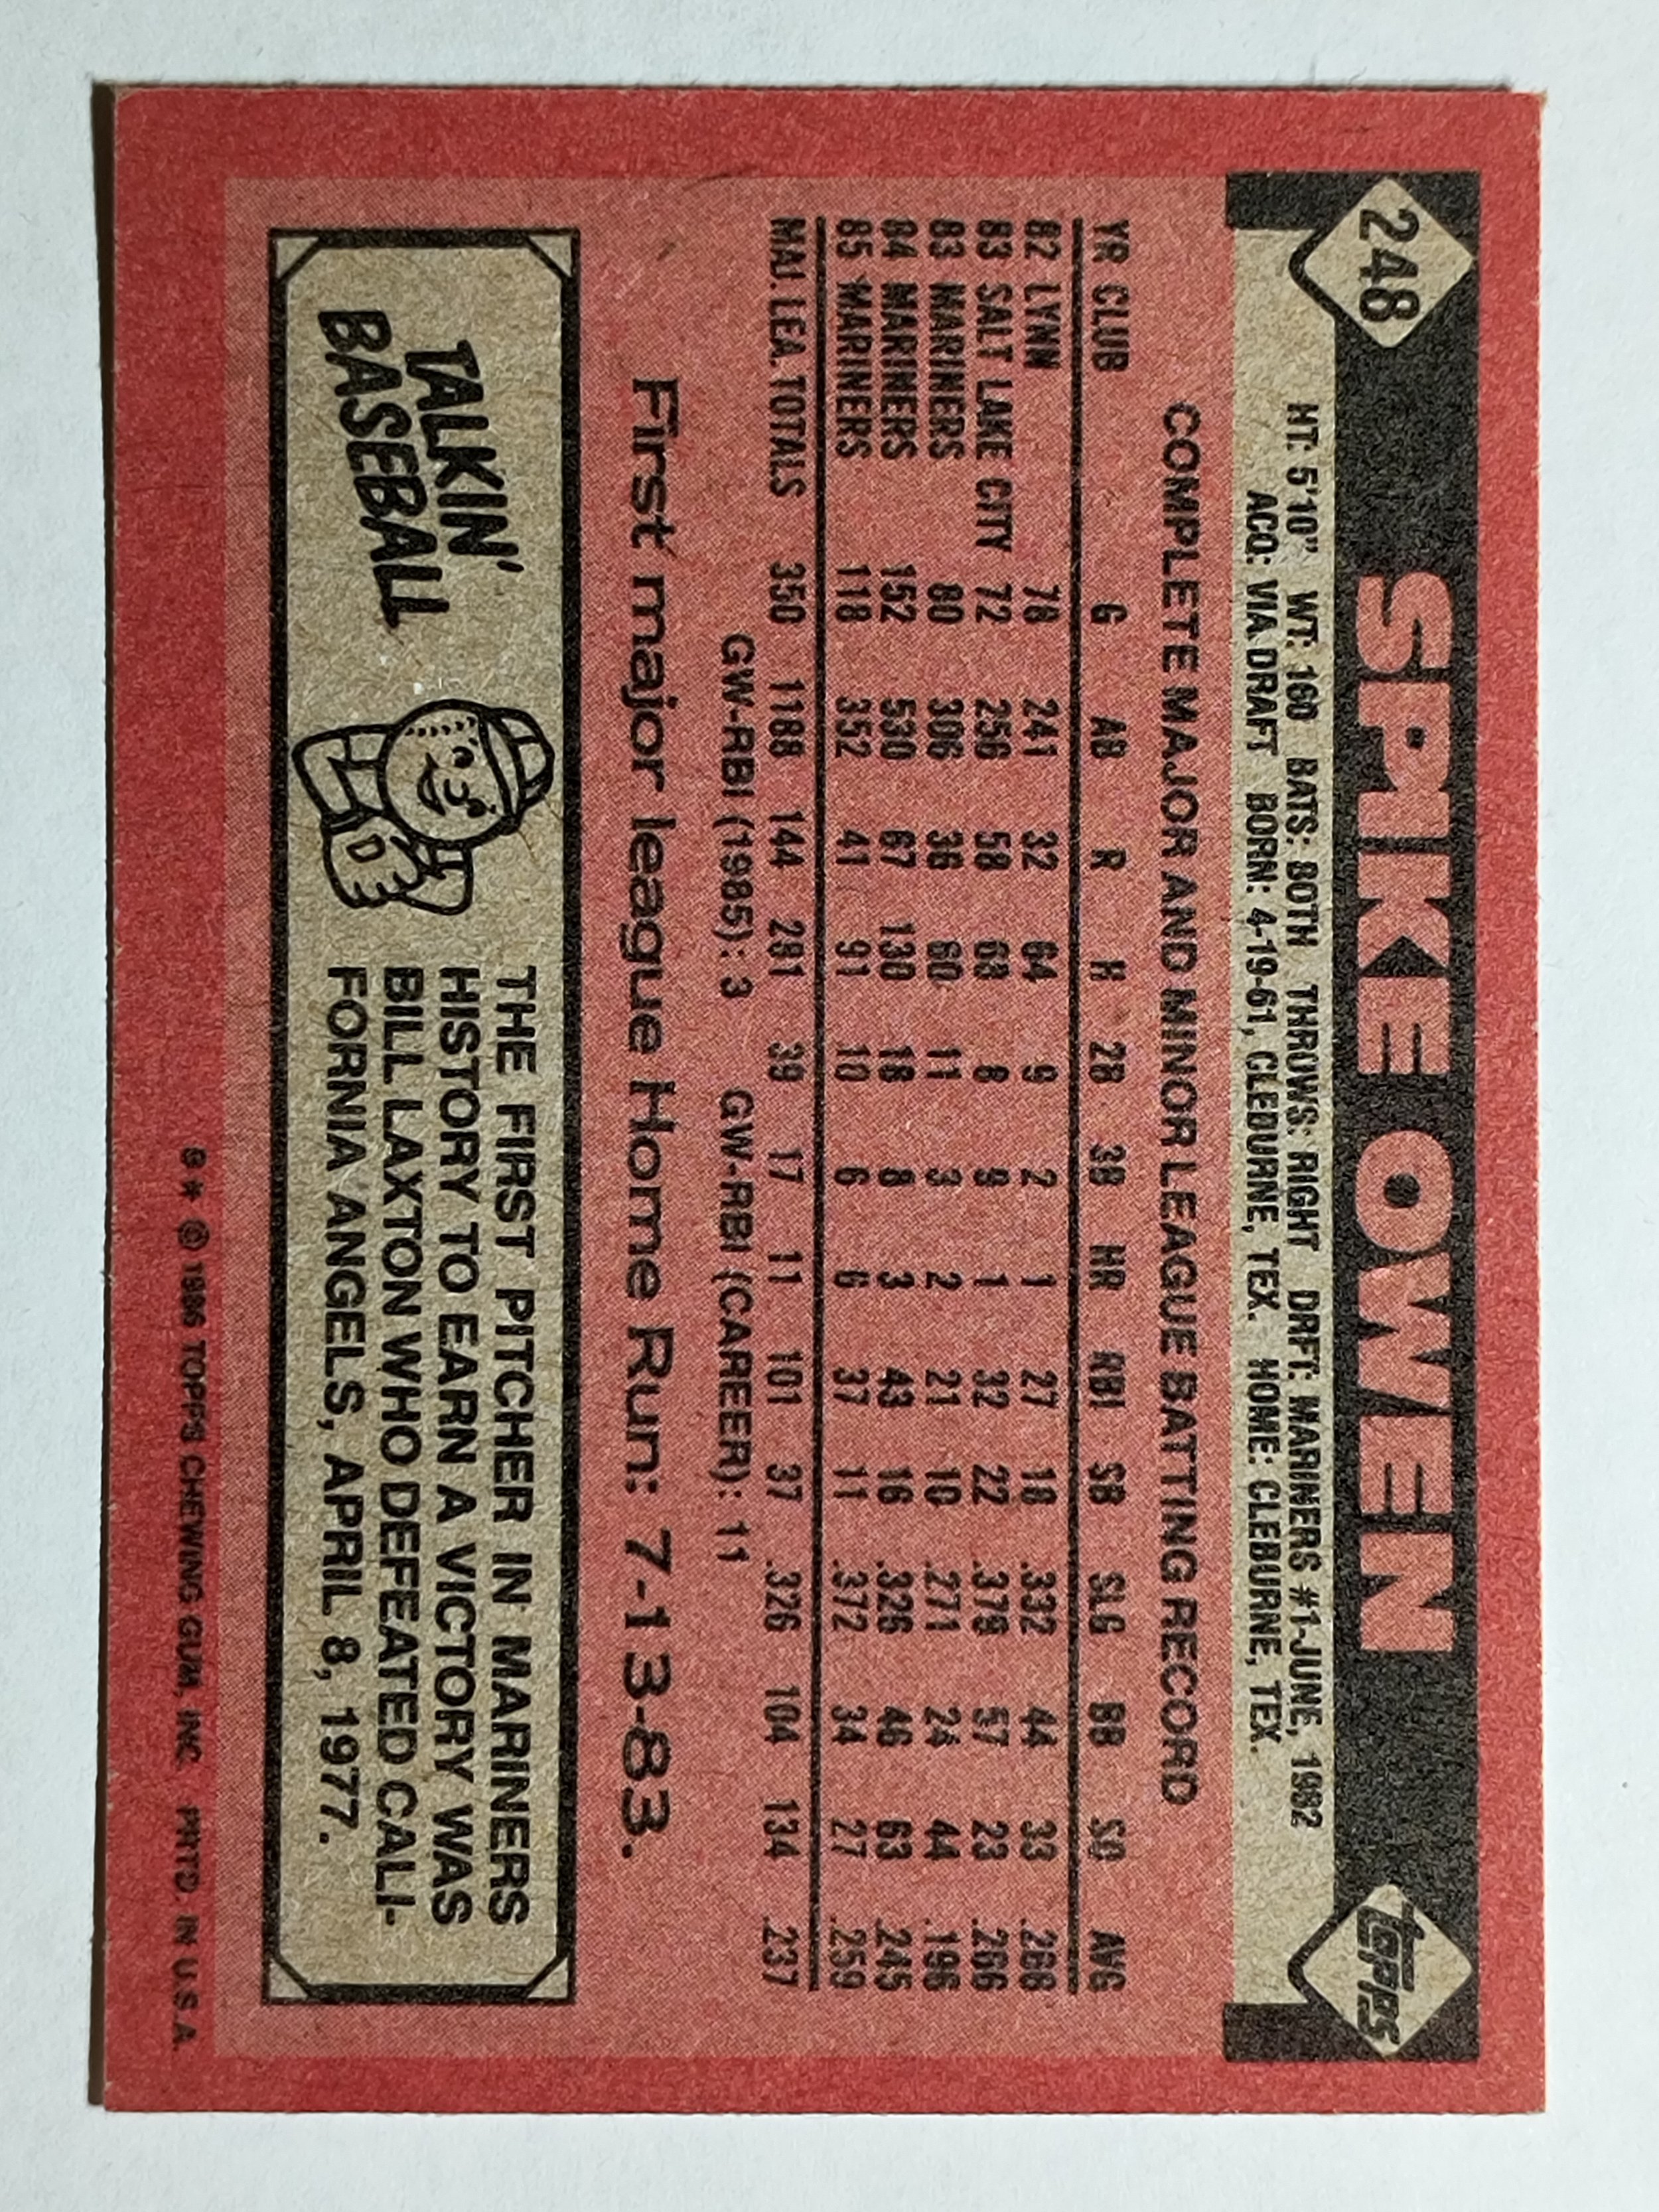 248
SPIKE OWEN
topps
HT: 5'10" WT: 160 BATS: BOTH THROWS: RIGHT DRFT: MARINERS #1-JUNE, 1982
ACQ: VIA DRAFT BORN: 4-19-61, CLEBURNE, TEX. HOME: CLEBURNE, TEX.
COMPLETE MAJOR AND MINOR LEAGUE BATTING RECORD
YR CLUB G AB R H 2B 3B HR RBI SB SLG BB SO AVG
82 LYNN 78 241 32 64 9 2 1 27 18 .332 44 33 .266
83 SALT LAKE CITY 72 256 58 68 8 9 1 32 22 .379 57 23 .266
83 MARINERS 80 306 36 60 11 3 2 21 10 .271 24 44 .196
84 MARINERS 152 530 67 130 18 8 3 43 16 .326 46 63 .245
85 MARINERS 118 352 41 91 10 6 6 37 11 .372 34 27 .259
MAJ. LEA. TOTALS 350 1188 144 281 39 17 11 101 37 .326 104 134 .237
GW-RBI (1985): 3 GW-RBI (CAREER): 11
First major league Home Run: 7-13-83.
TALKIN'
BASEBALL
THE FIRST PITCHER IN MARINERS
HISTORY TO EARN A VICTORY WAS
BILL LAXTON WHO DEFEATED CALI-
FORNIA ANGELS, APRIL 8, 1977.
* © 1986 TOPPS CHEWING GUM, INC. PRTD. IN U.S.A.